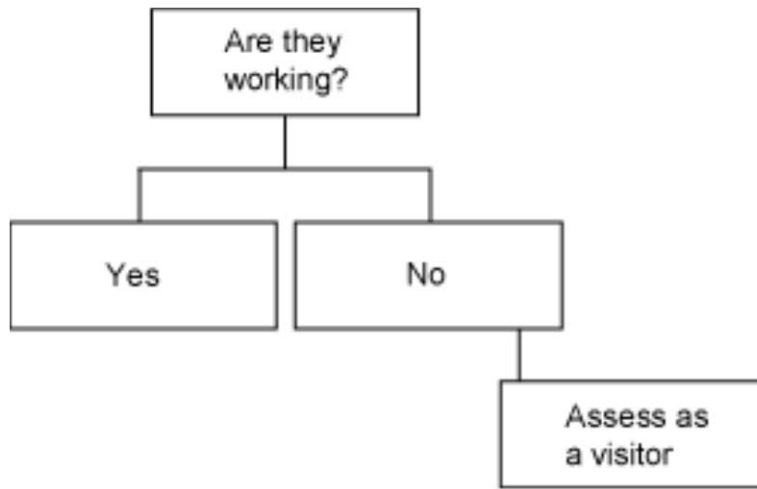 Are they
working?
Yes
No
Assess as
a visitor